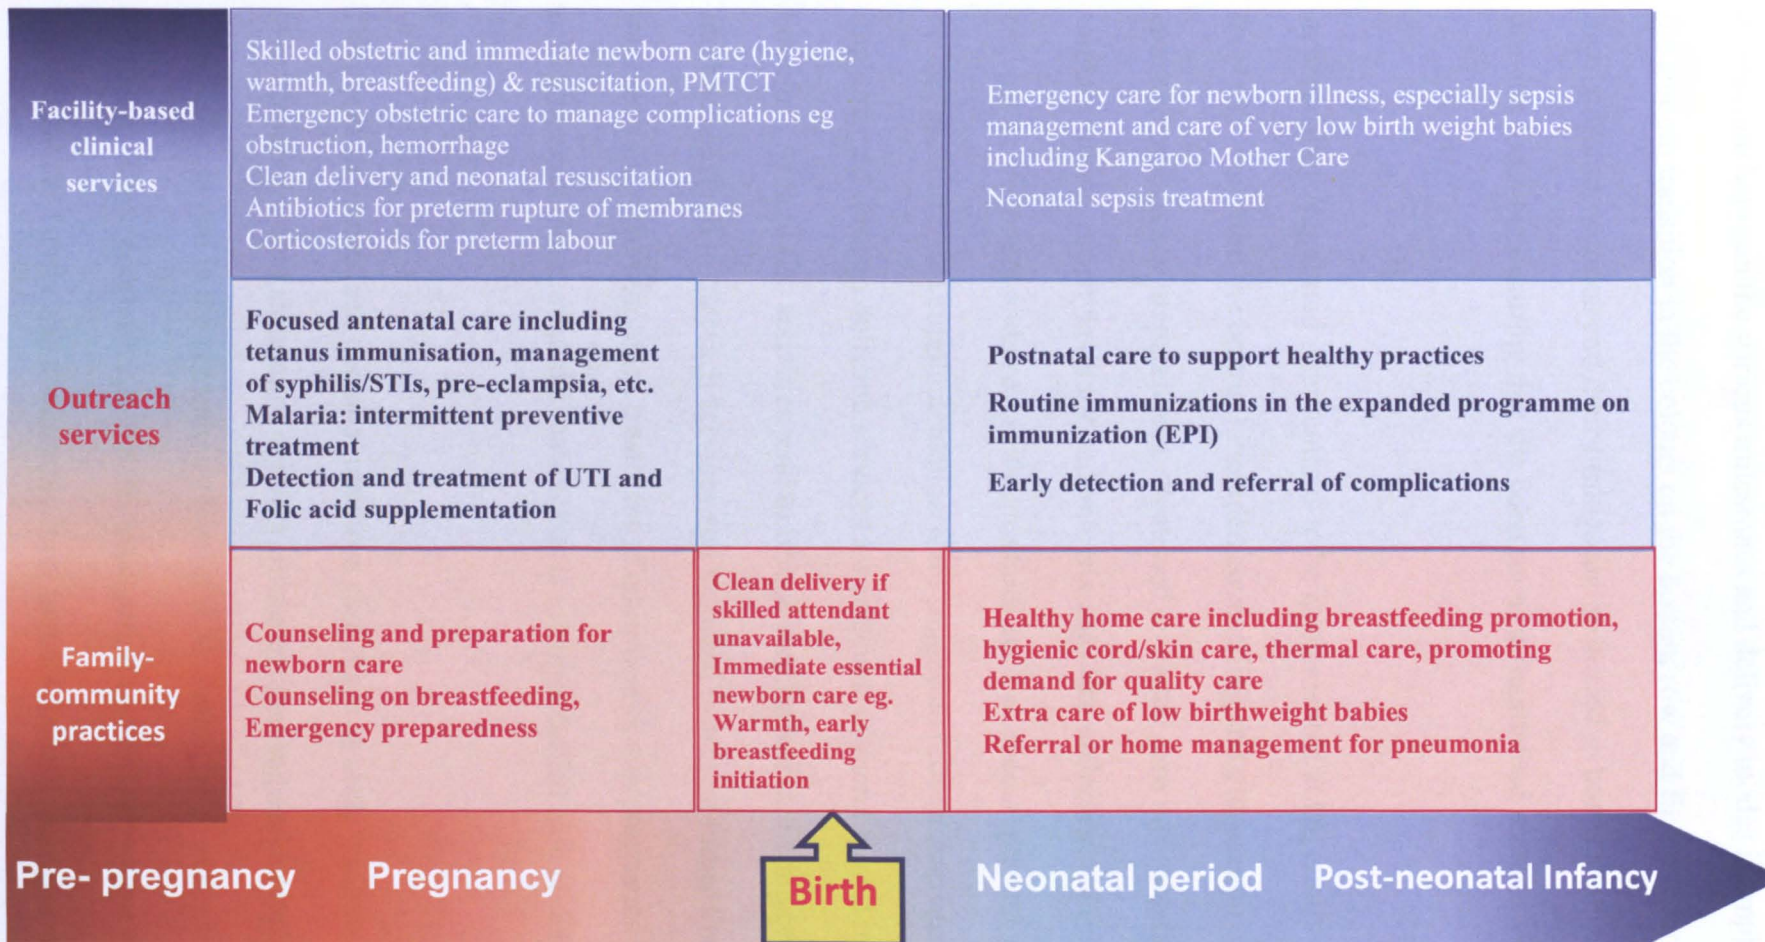 Facility-based
clinical
services
Skilled obstetric and immediate newborn care (hygiene,
warmth, breastfeeding) & resuscitation, PMTCT
Emergency obstetric care to manage complications eg
obstruction, hemorrhage
Clean delivery and neonatal resuscitation
Antibiotics for preterm rupture of membranes
Corticosteroids for preterm labour
Emergency care for newborn illness, especially sepsis
management and care of very low birth weight babies
including Kangaroo Mother Care
Neonatal sepsis treatment
Outreach
services
Focused antenatal care including
tetanus immunisation, management
of syphilis/STIs, pre-eclampsia, etc.
Malaria: intermittent preventive
treatment
Detection and treatment of UTI and
Folic acid supplementation
Postnatal care to support healthy practices
Routine immunizations in the expanded programme on
immunization (EPI)
Early detection and referral of complications
Family-
community
practices
Counseling and preparation for
newborn care
Counseling on breastfeeding,
Emergency preparedness
Clean delivery if
skilled attendant
unavailable,
Immediate essential
newborn care eg.
Warmth, early
breastfeeding
initiation
Healthy home care including breastfeeding promotion,
hygienic cord/skin care, thermal care, promoting
demand for quality care
Extra care of low birthweight babies
Referral or home management for pneumonia
Pre- pregnancy
Pregnancy
Birth
Neonatal period
Post-neonatal Infancy